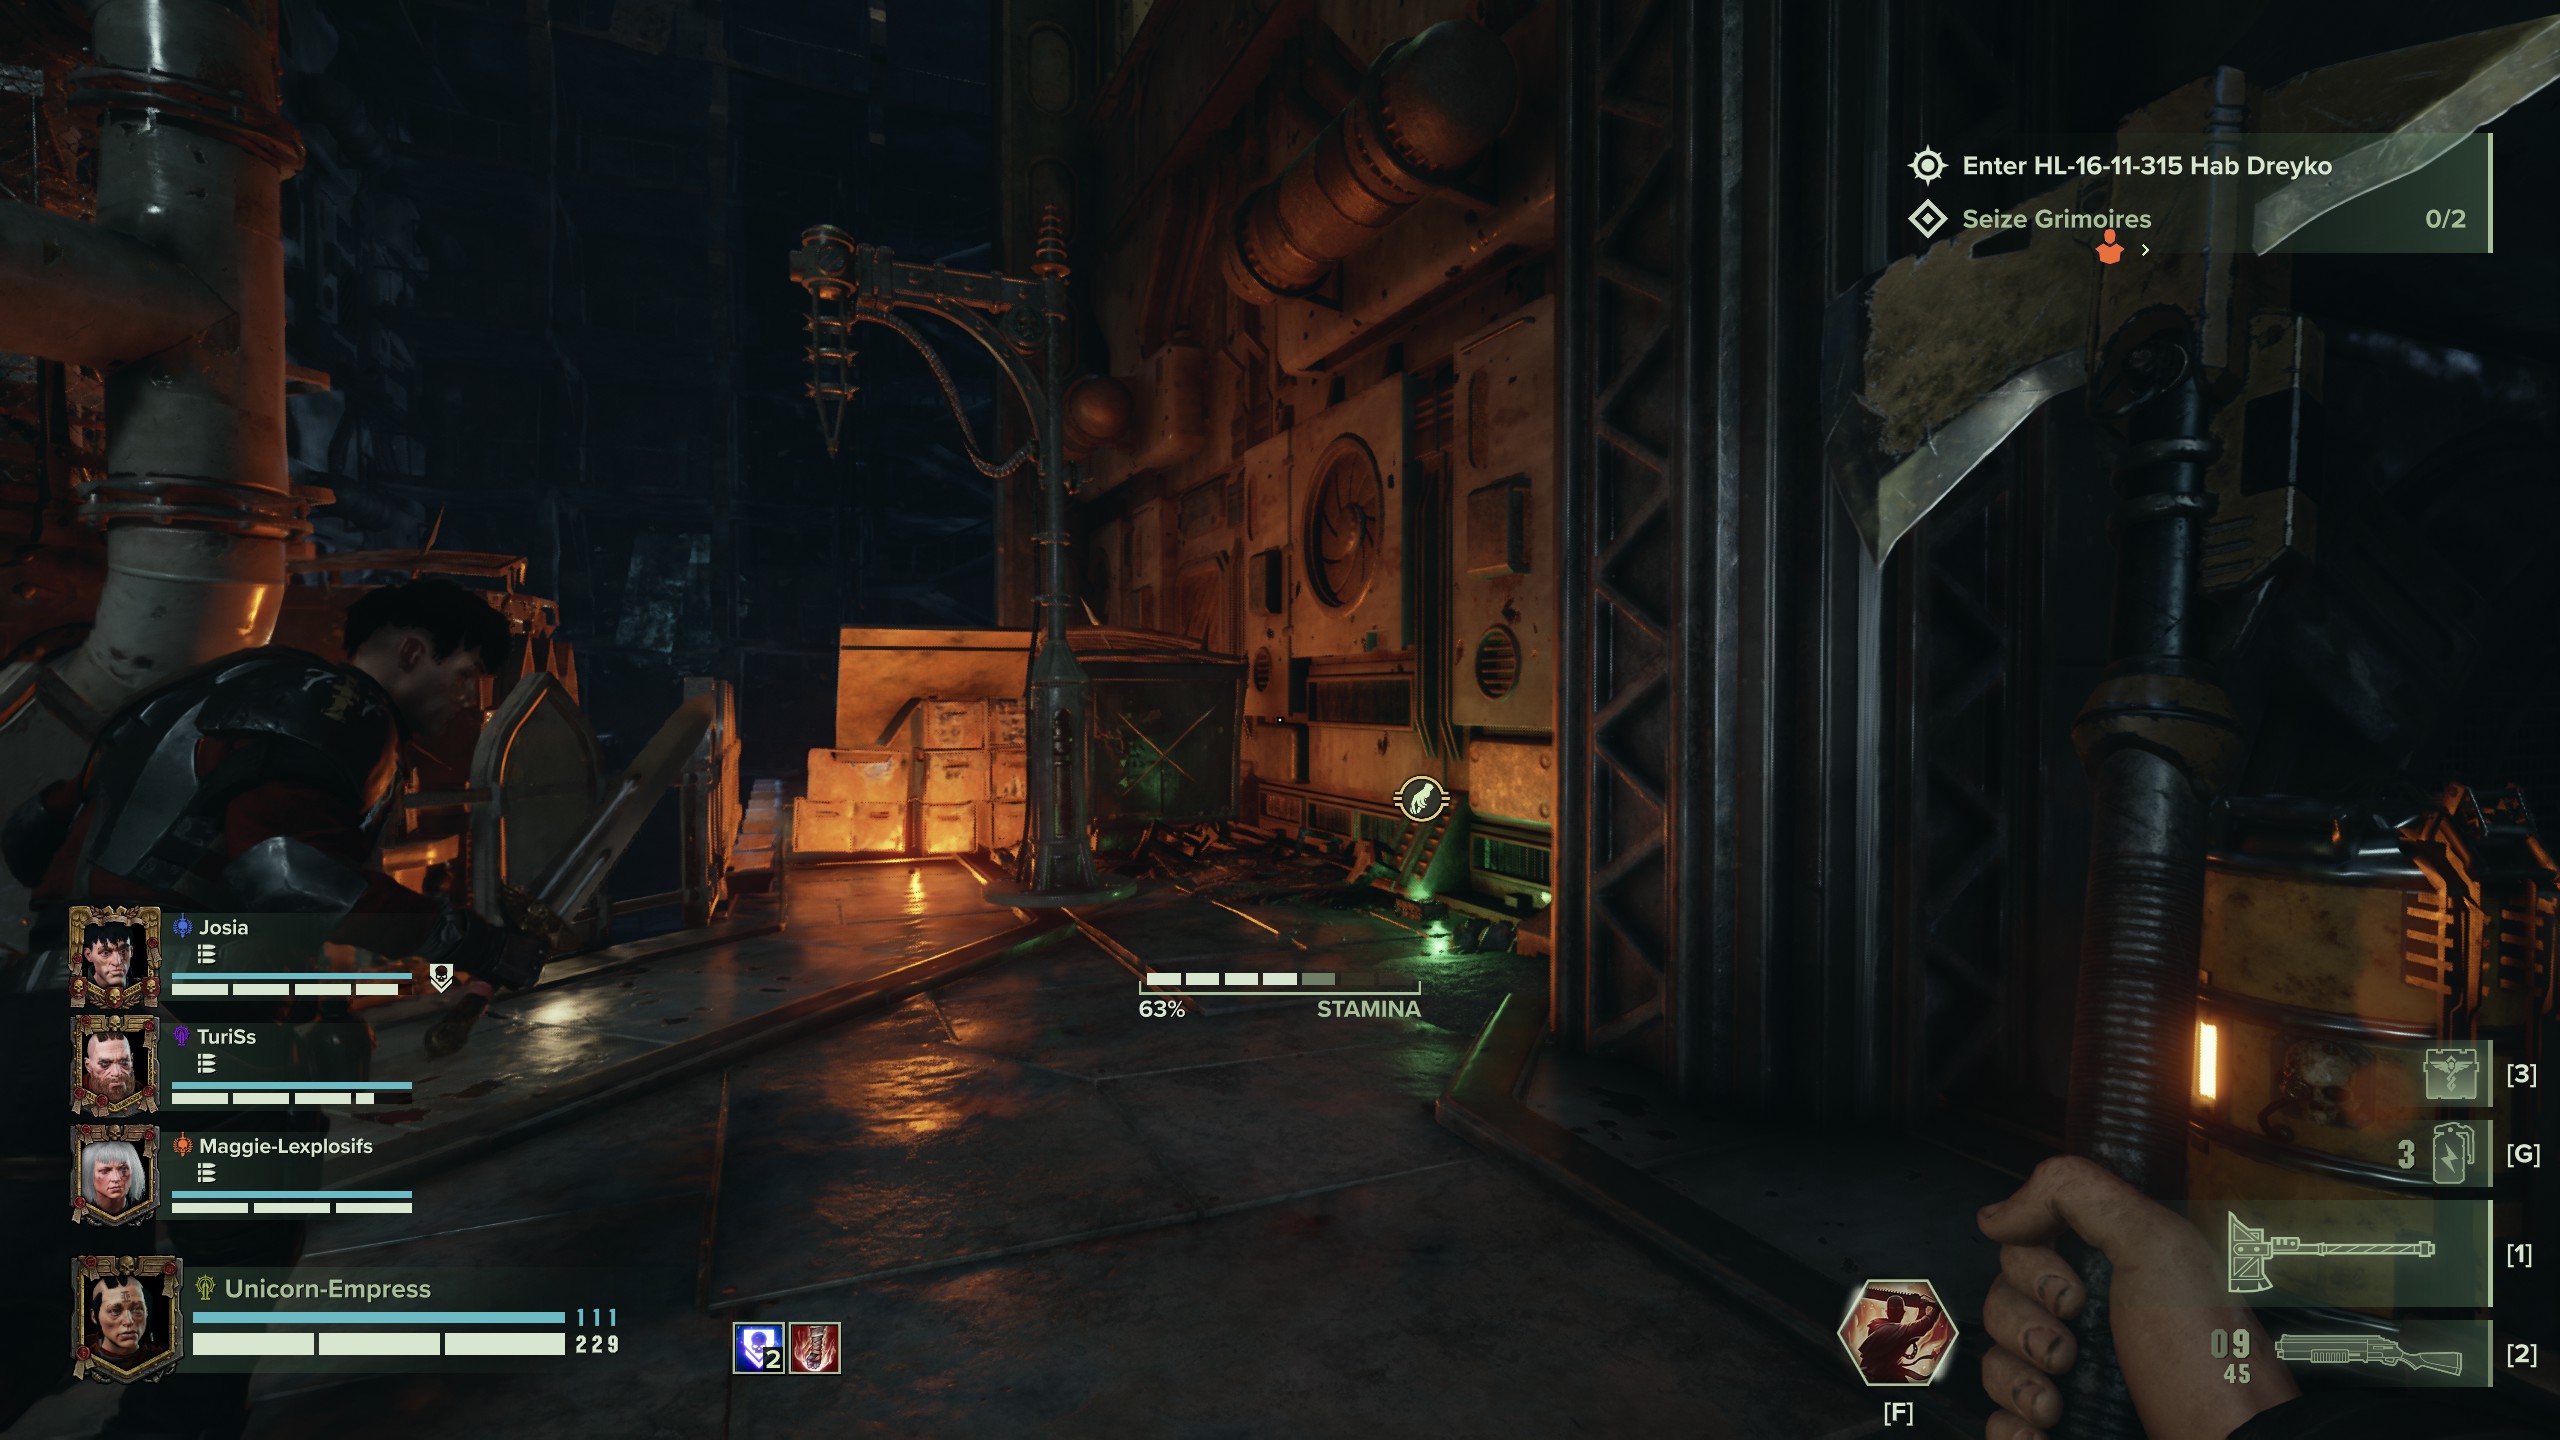 Enter HL-16-11-315 Hab Dreyko
Seize Grimoires 0/2
63% STAMINA
Josia
TuriSs
Maggie-Lexplosifs
Unicorn-Empress
111
229
2
[F]
[3]
3 [G]
[1]
09
45
[2]